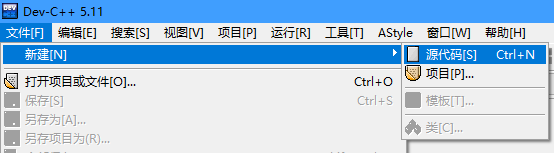 DEV
Dev-C++ 5.11
文件[F] 编辑[E] 搜索[S] 视图[V] 项目[P] 运行[R] 工具[T] AStyle 窗口[W] 帮助[H]
新建[N] 源代码[S] Ctrl+N
项目[P]...
打开项目或文件[O]... Ctrl+O
保存[S] Ctrl+S
模板[T]...
另存为[A]...
类[C]...
另存项目为(R)...